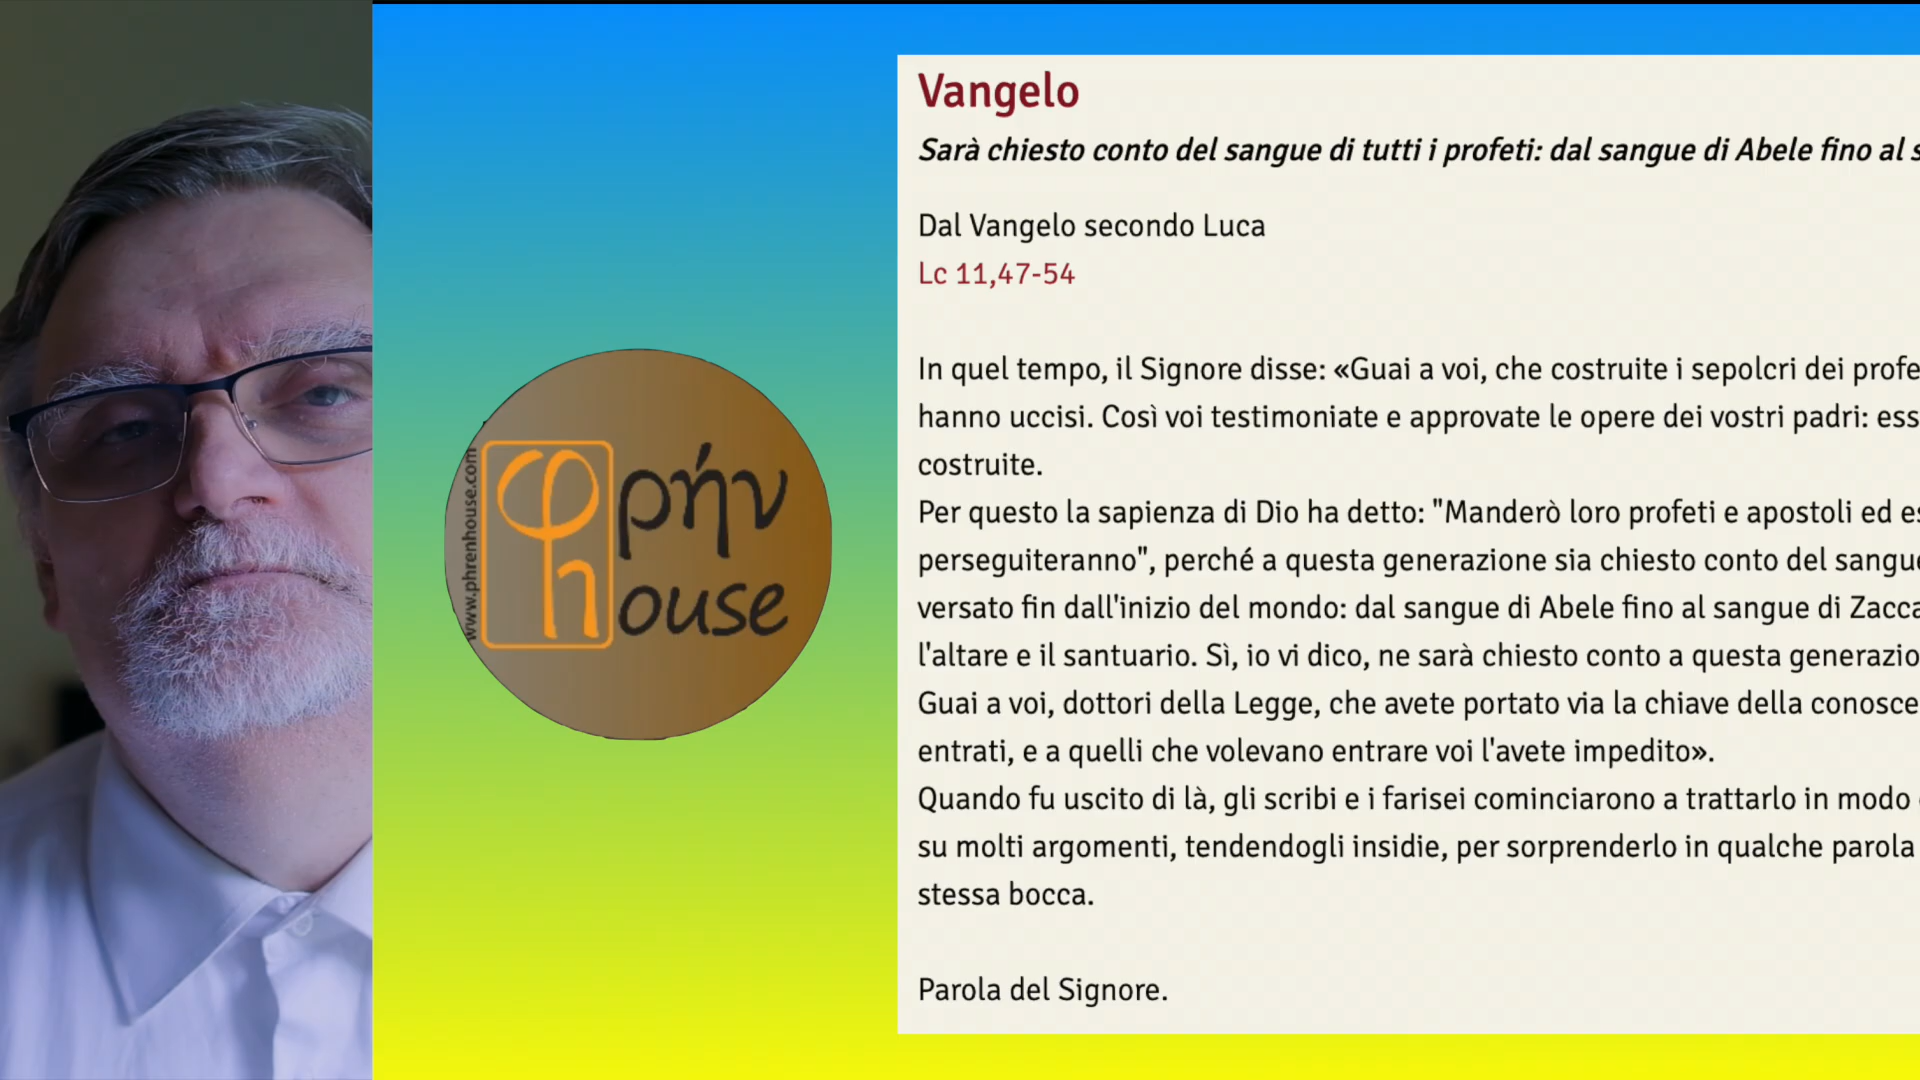 www.phrenhouse.com
φρήν
house
Vangelo
Sarà chiesto conto del sangue di tutti i profeti: dal sangue di Abele fino al
Dal Vangelo secondo Luca
Lc 11,47-54
In quel tempo, il Signore disse: «Guai a voi, che costruite i sepolcri dei
hanno uccisi. Così voi testimoniate e approvate le opere dei vostri padri:
costruite.
Per questo la sapienza di Dio ha detto: "Manderò loro profeti e apostoli ed
perseguiteranno", perché a questa generazione sia chiesto conto del
versato fin dall'inizio del mondo: dal sangue di Abele fino al sangue di
l'altare e il santuario. Sì, io vi dico, ne sarà chiesto conto a questa
Guai a voi, dottori della Legge, che avete portato via la chiave della
entrati, e a quelli che volevano entrare voi l'avete impedito».
Quando fu uscito di là, gli scribi e i farisei cominciarono a trattarlo in modo
su molti argomenti, tendendogli insidie, per sorprenderlo in qualche parola
stessa bocca.
Parola del Signore.